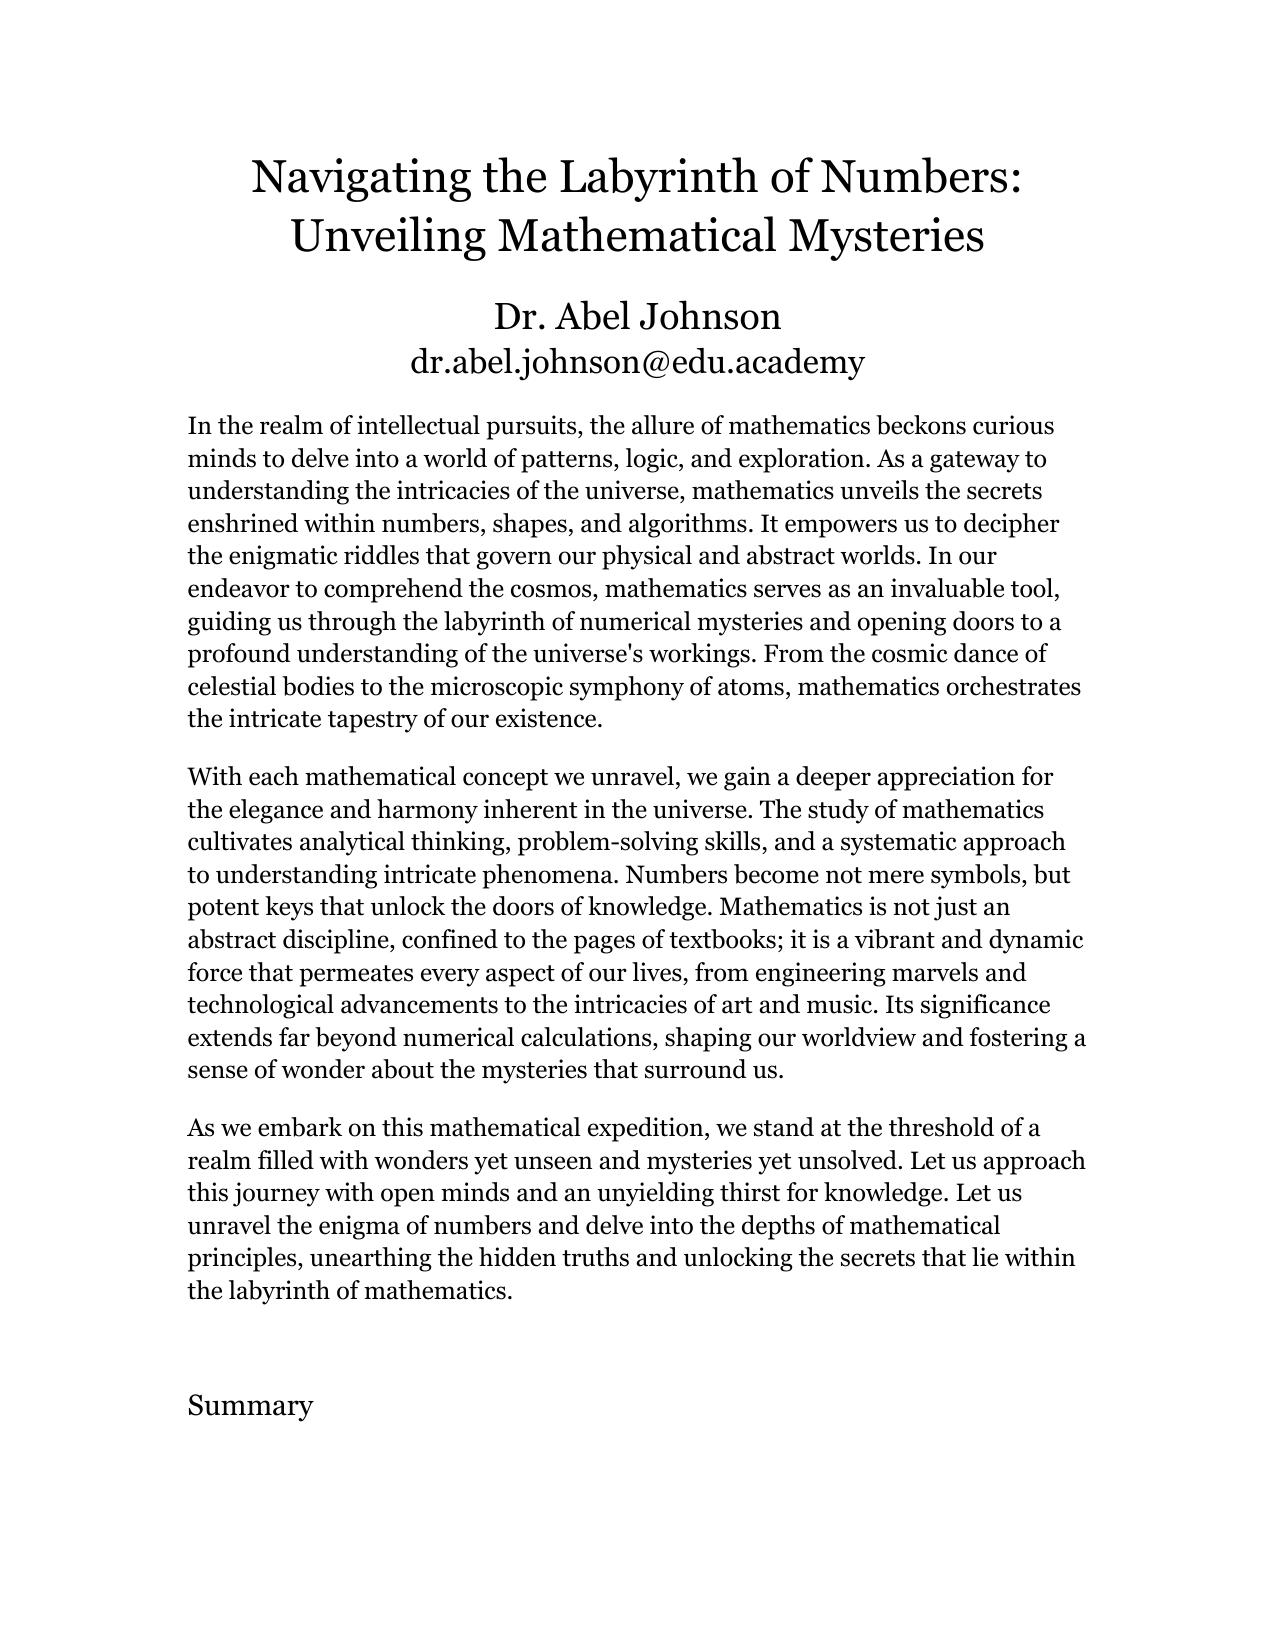 Navigating the Labyrinth of Numbers:
Unveiling Mathematical Mysteries
Dr. Abel Johnson
dr.abel.johnson@edu.academy
In the realm of intellectual pursuits, the allure of mathematics beckons curious
minds to delve into a world of patterns, logic, and exploration. As a gateway to
understanding the intricacies of the universe, mathematics unveils the secrets
enshrined within numbers, shapes, and algorithms. It empowers us to decipher
the enigmatic riddles that govern our physical and abstract worlds. In our
endeavor to comprehend the cosmos, mathematics serves as an invaluable tool,
guiding us through the labyrinth of numerical mysteries and opening doors to a
profound understanding of the universe's workings. From the cosmic dance of
celestial bodies to the microscopic symphony of atoms, mathematics orchestrates
the intricate tapestry of our existence.
With each mathematical concept we unravel, we gain a deeper appreciation for
the elegance and harmony inherent in the universe. The study of mathematics
cultivates analytical thinking, problem-solving skills, and a systematic approach
to understanding intricate phenomena. Numbers become not mere symbols, but
potent keys that unlock the doors of knowledge. Mathematics is not just an
abstract discipline, confined to the pages of textbooks; it is a vibrant and dynamic
force that permeates every aspect of our lives, from engineering marvels and
technological advancements to the intricacies of art and music. Its significance
extends far beyond numerical calculations, shaping our worldview and fostering a
sense of wonder about the mysteries that surround us.
As we embark on this mathematical expedition, we stand at the threshold of a
realm filled with wonders yet unseen and mysteries yet unsolved. Let us approach
this journey with open minds and an unyielding thirst for knowledge. Let us
unravel the enigma of numbers and delve into the depths of mathematical
principles, unearthing the hidden truths and unlocking the secrets that lie within
the labyrinth of mathematics.
Summary